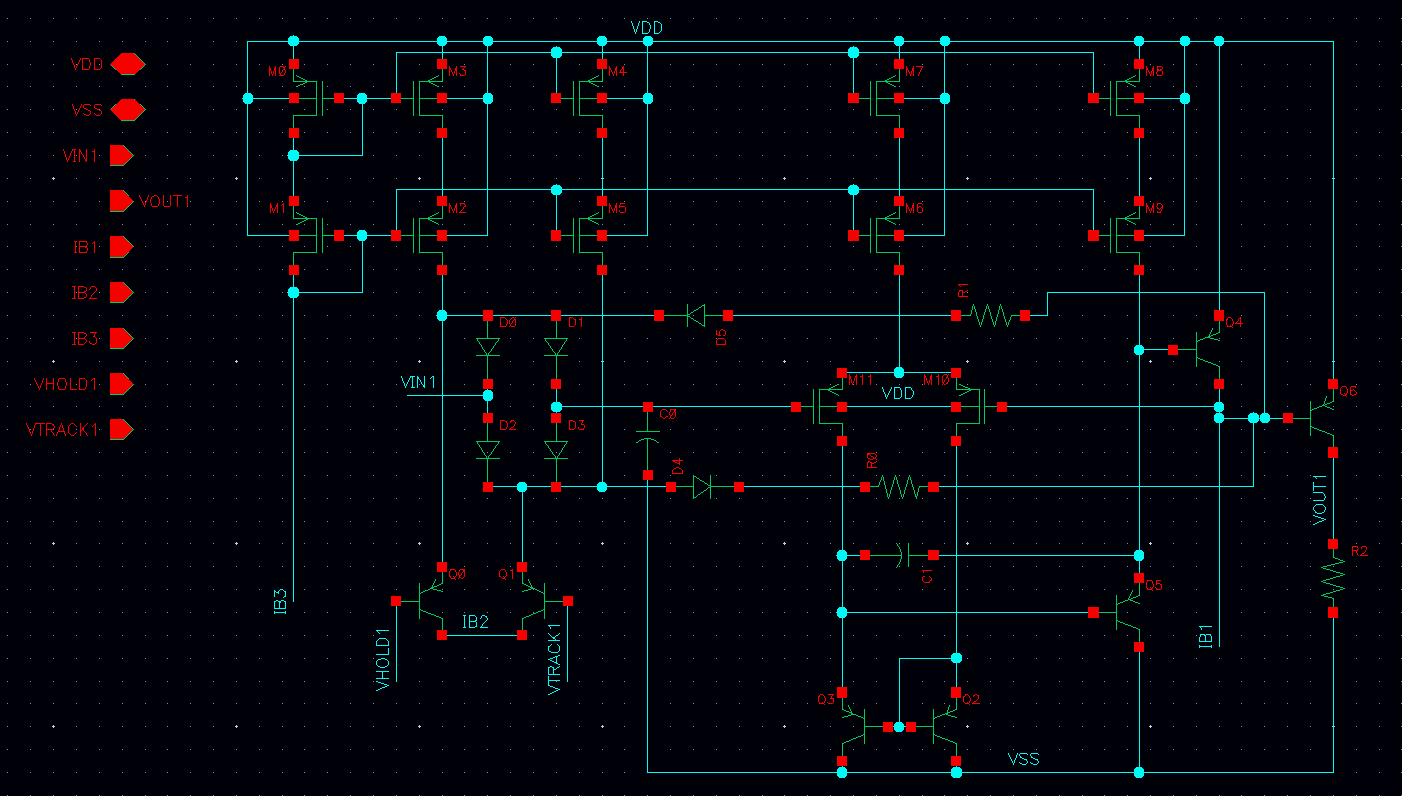 VDD
VDD
M0
M3
M4
M7
M8
VSS
VIN1
VOUT1
M1
M2
M5
M6
M9
IB1
IB2
R1
D0
D1
D5
Q4
IB3
VHOLD1
VIN1
M11
M10
VDD
Q6
VTRACK1
C0
D2
D3
D4
R0
VOUT1
C1
R2
Q0
Q1
Q5
IB3
IB2
IB1
VHOLD1
VTRACK1
Q3
Q2
VSS